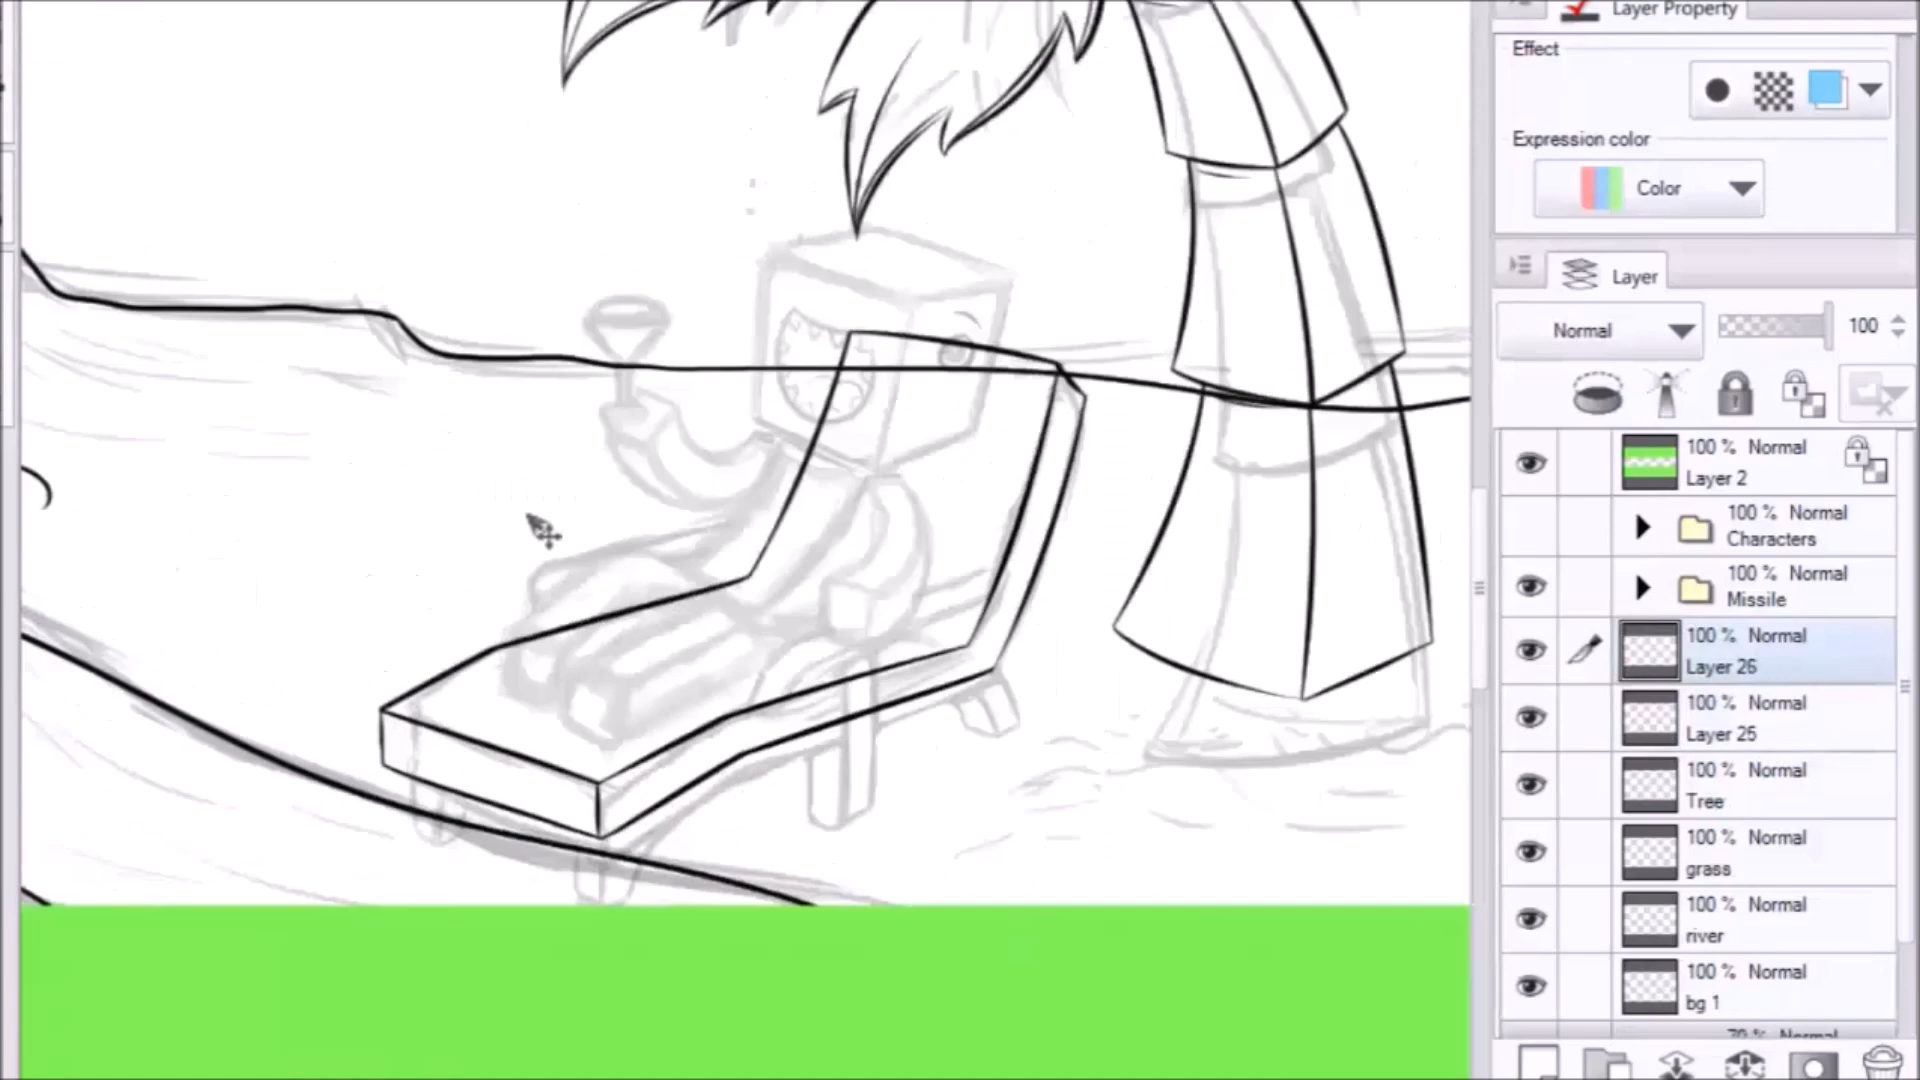 Layer Property
Effect
Expression color
Color
Layer
Normal
100
100 % Normal
Layer 2
100 % Normal
Characters
100 % Normal
Missile
100 % Normal
Layer 26
100 % Normal
Layer 25
100 % Normal
Tree
100 % Normal
grass
100 % Normal
river
100 % Normal
bg 1
70 % Normal